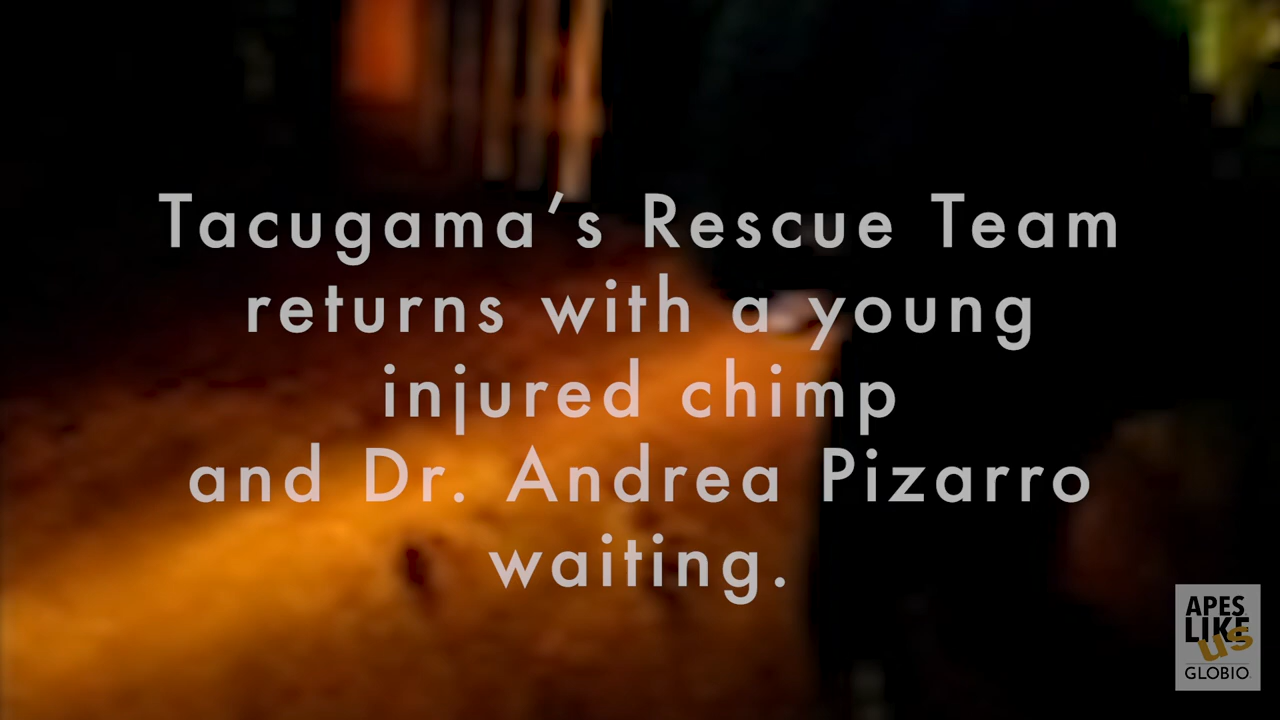 Tacugama’s Rescue Team
returns with a young
injured chimp
and Dr. Andrea Pizarro
waiting.
APES
LIKE
us
GLOBIO